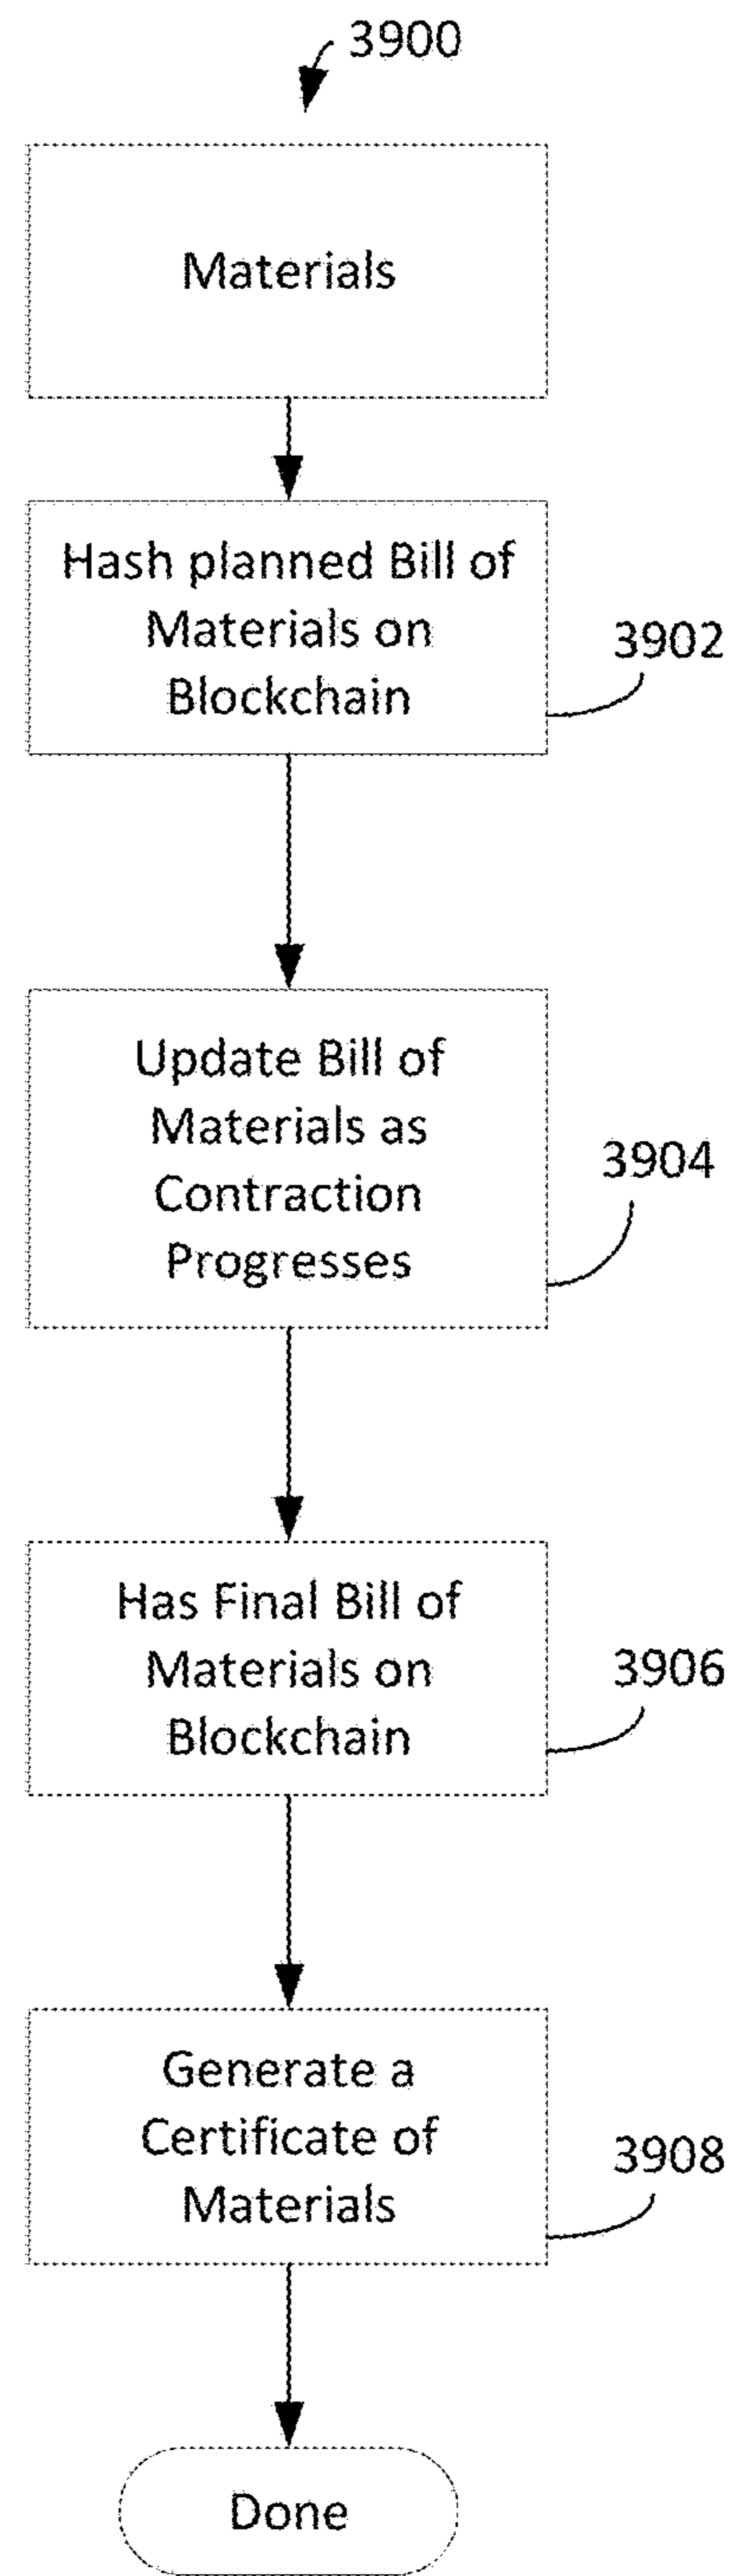 3900
Materials
Hash planned Bill of
Materials on
Blockchain
3902
Update Bill of
Materials as
Contraction
Progresses
3904
Has Final Bill of
Materials on
Blockchain
3906
Generate a
Certificate of
Materials
3908
Done